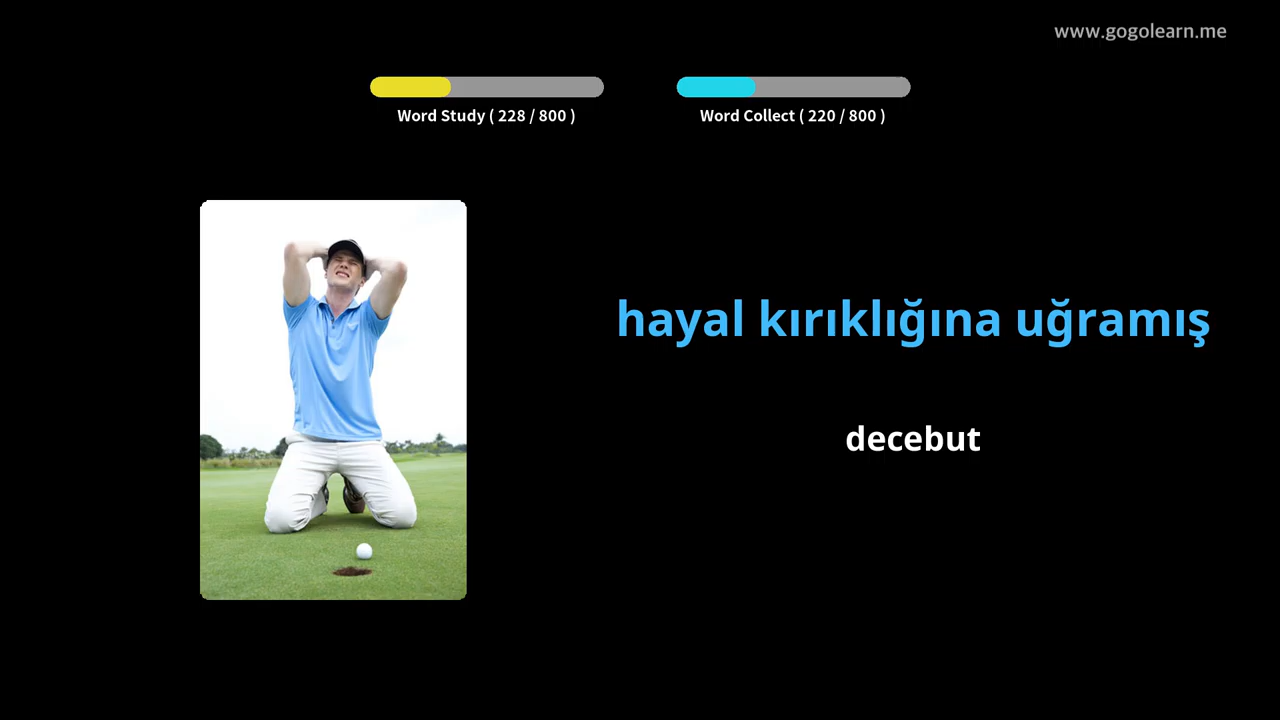 www.gogolearn.me
Word Study ( 228 / 800 )
Word Collect ( 220 / 800 )
hayal kırıklığına uğramış
decebut